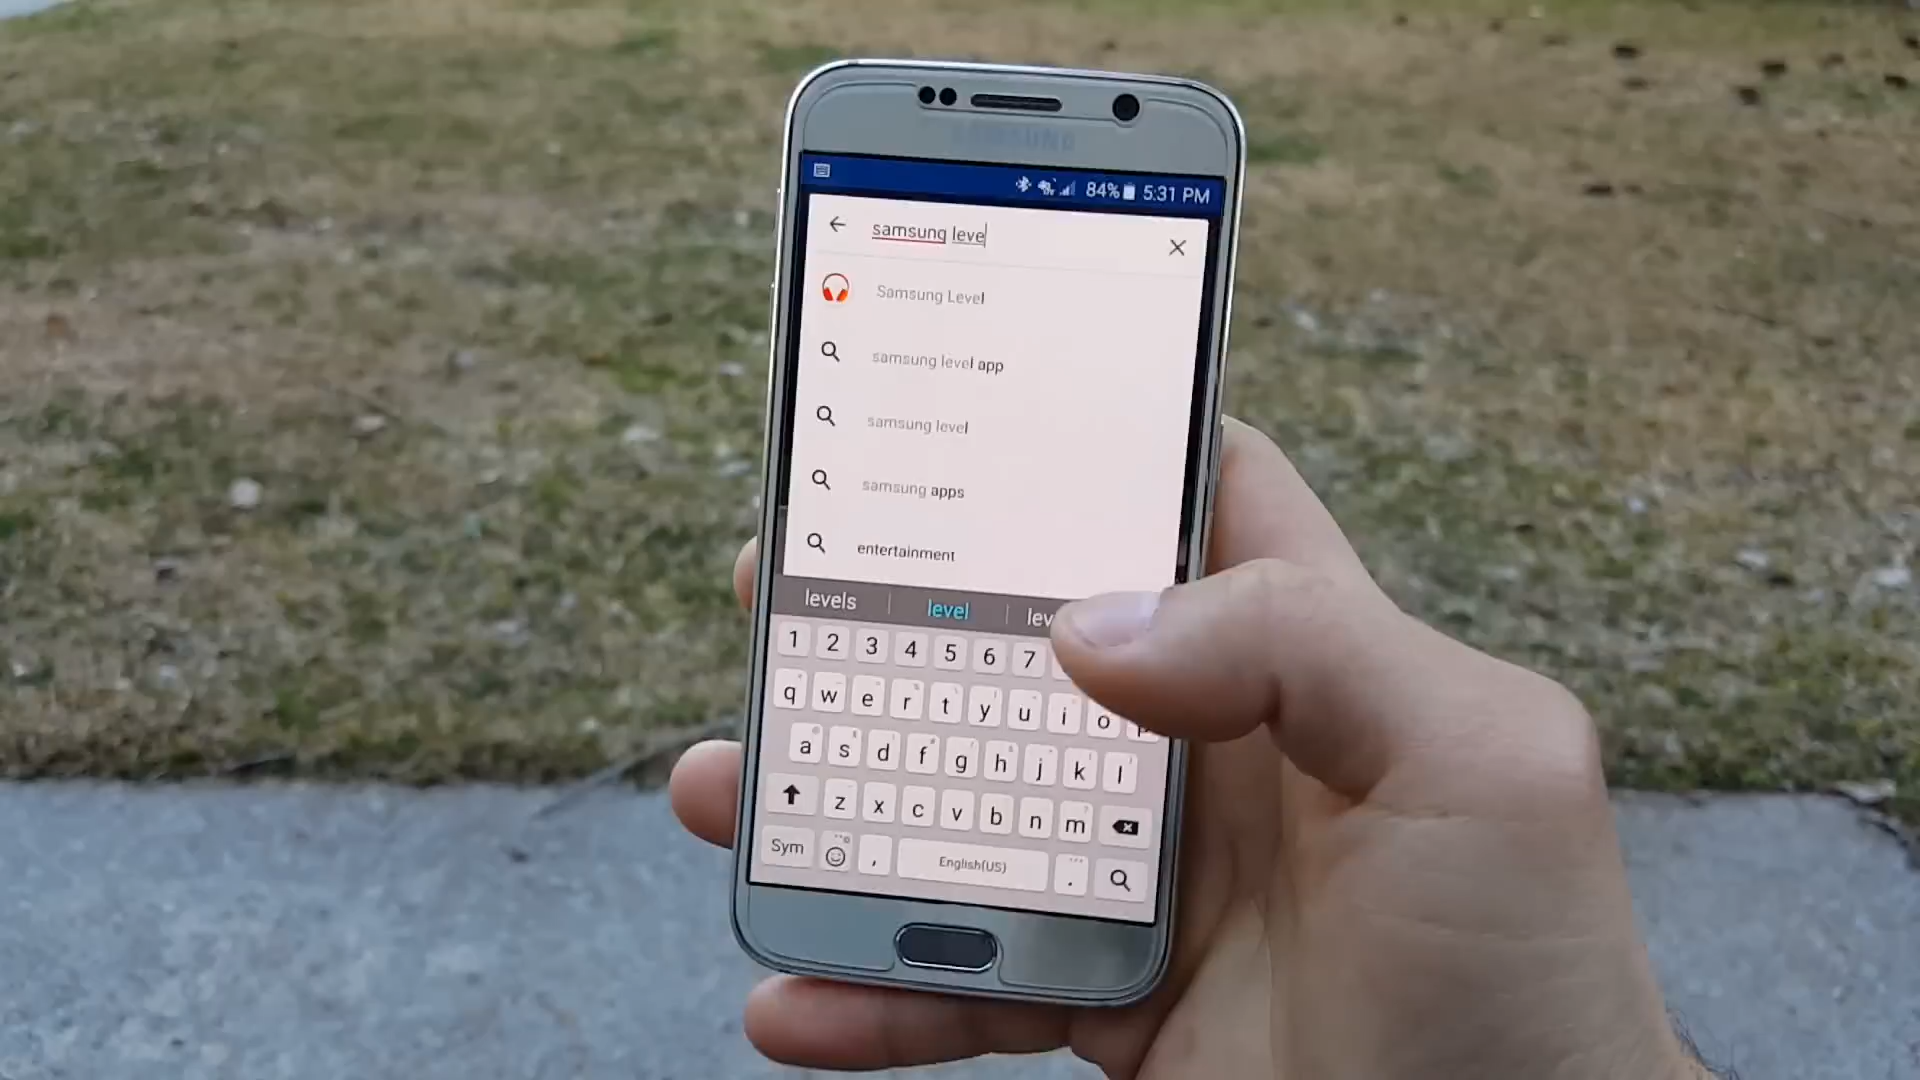 SAMSUNG
84% 5:31 PM
samsung leve
Samsung Level
samsung level app
samsung level
samsung apps
entertainment
levels level lev
1 2 3 4 5 6 7
q w e r t y u i o p
a s d f g h j k l
z x c v b n m
Sym , English(US) .